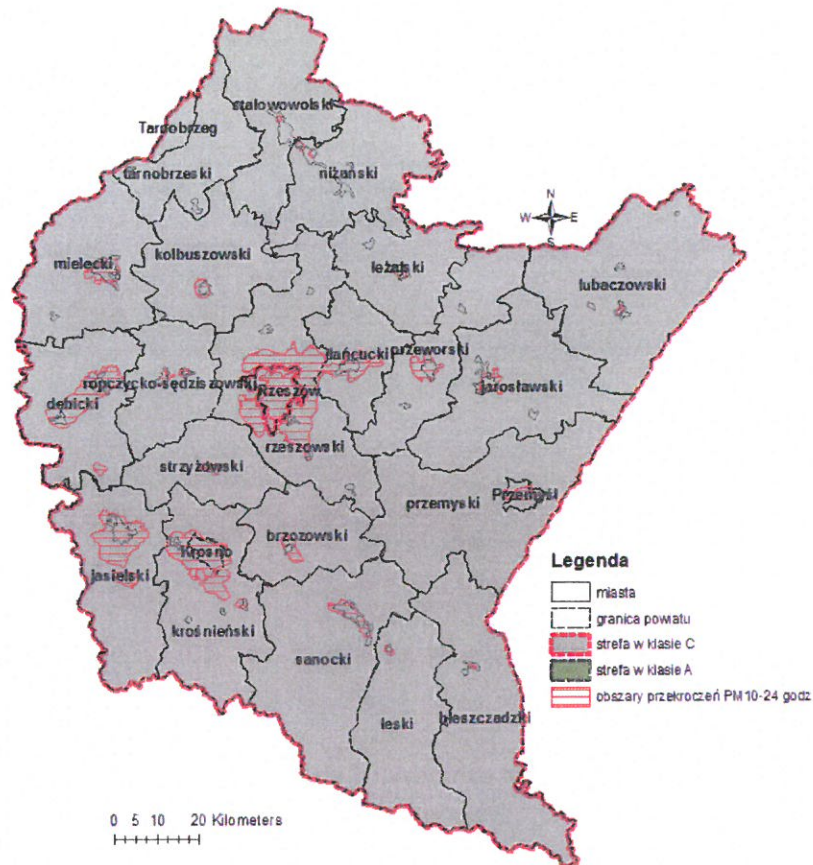 stalowowolski
Tarnobrzeg
tarnobrzeski
niżański
N
W E
S
mielecki
kolbuszowski
leżajski
lubaczowski
ropczycko-sędziszowski
łańcucki
przeworski
jarosławski
dębicki
Rzeszów
rzeszowski
strzyżowski
przemyski
Przemyśl
jasielski
Krosno
brzozowski
krośnieński
sanocki
leski
bieszczadzki
Legenda
miasta
granica powiatu
strefa w klasie C
strefa w klasie A
obszary przekroczeń PM10-24 godz
0 5 10 20 Kilometers